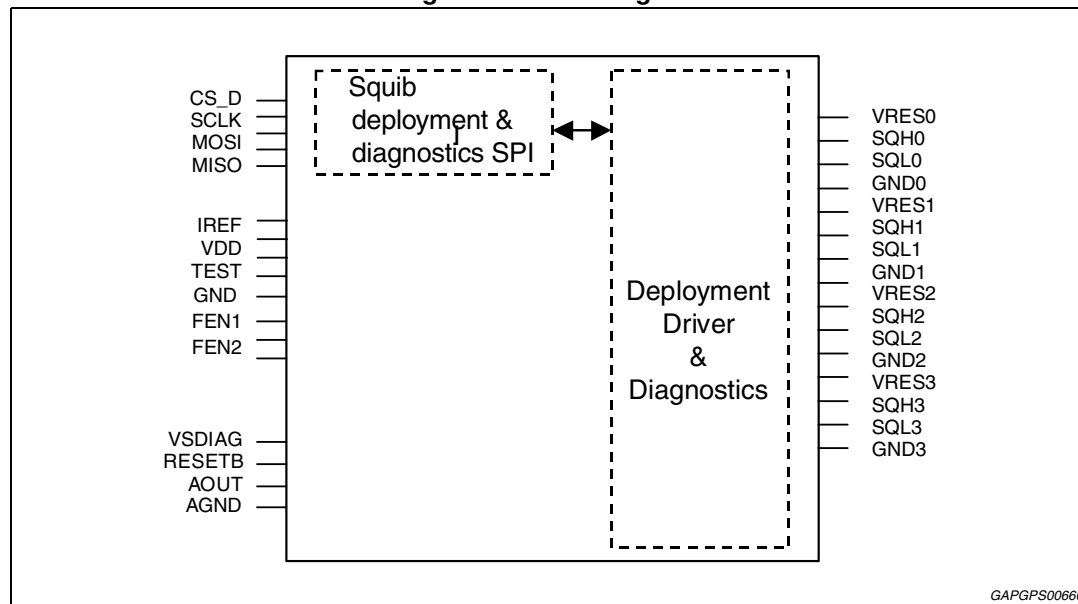 CS_D
SCLK
MOSI
MISO
IREF
VDD
TEST
GND
FEN1
FEN2
VSDIAG
RESETB
AOUT
AGND
Squib
deployment &
diagnostics SPI
Deployment
Driver
&
Diagnostics
VRES0
SQH0
SQL0
GND0
VRES1
SQH1
SQL1
GND1
VRES2
SQH2
SQL2
GND2
VRES3
SQH3
SQL3
GND3